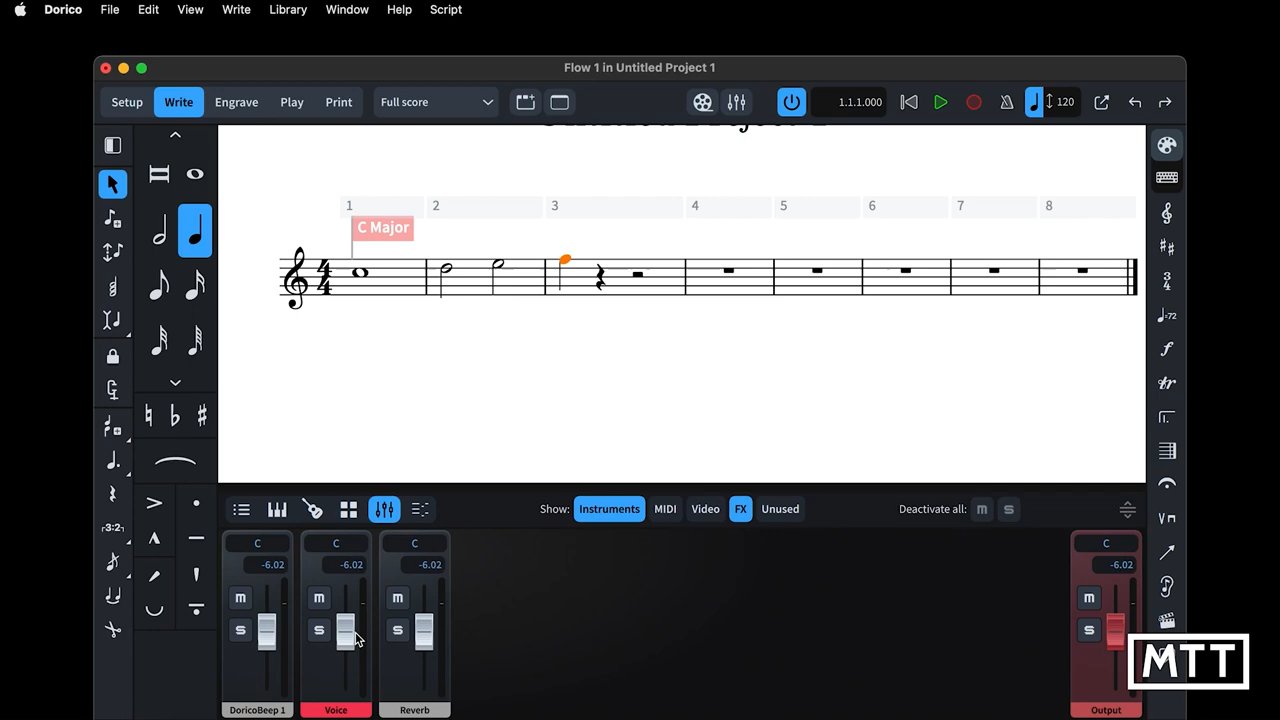 Dorico File Edit View Write Library Window Help Script
Flow 1 in Untitled Project 1
Setup Write Engrave Play Print Full score 1.1.1.000 120
1 2 3 4 5 6 7 8
C Major
Show: Instruments MIDI Video FX Unused Deactivate all: m s
C C C C
-6.02 -6.02 -6.02 -6.02
m m m m
s s s s
MTT
DoricoBeep 1 Voice Reverb Output